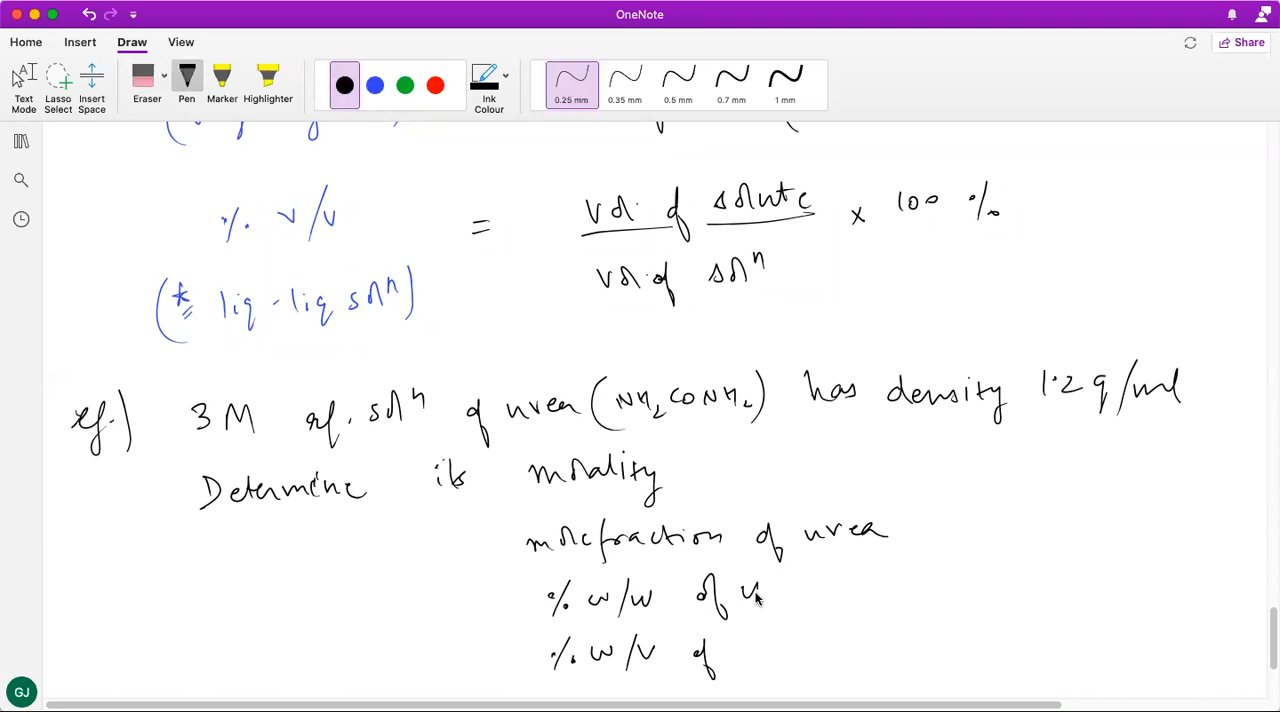 OneNote
Home Insert Draw View
Share
Text Mode
Lasso Select
Insert Space
Eraser
Pen
Marker
Highlighter
Ink Colour
0.25 mm
0.35 mm
0.5 mm
0.7 mm
1 mm
% v/v = vol. of solute × 100 %
vol. of solⁿ
(* liq - liq solⁿ)
eg.) 3 M aq. solⁿ of urea (NH₂CONH₂) has density 1.2 g/ml
Determine its molality
molefraction of urea
% w/w of u
% w/v of
GJ